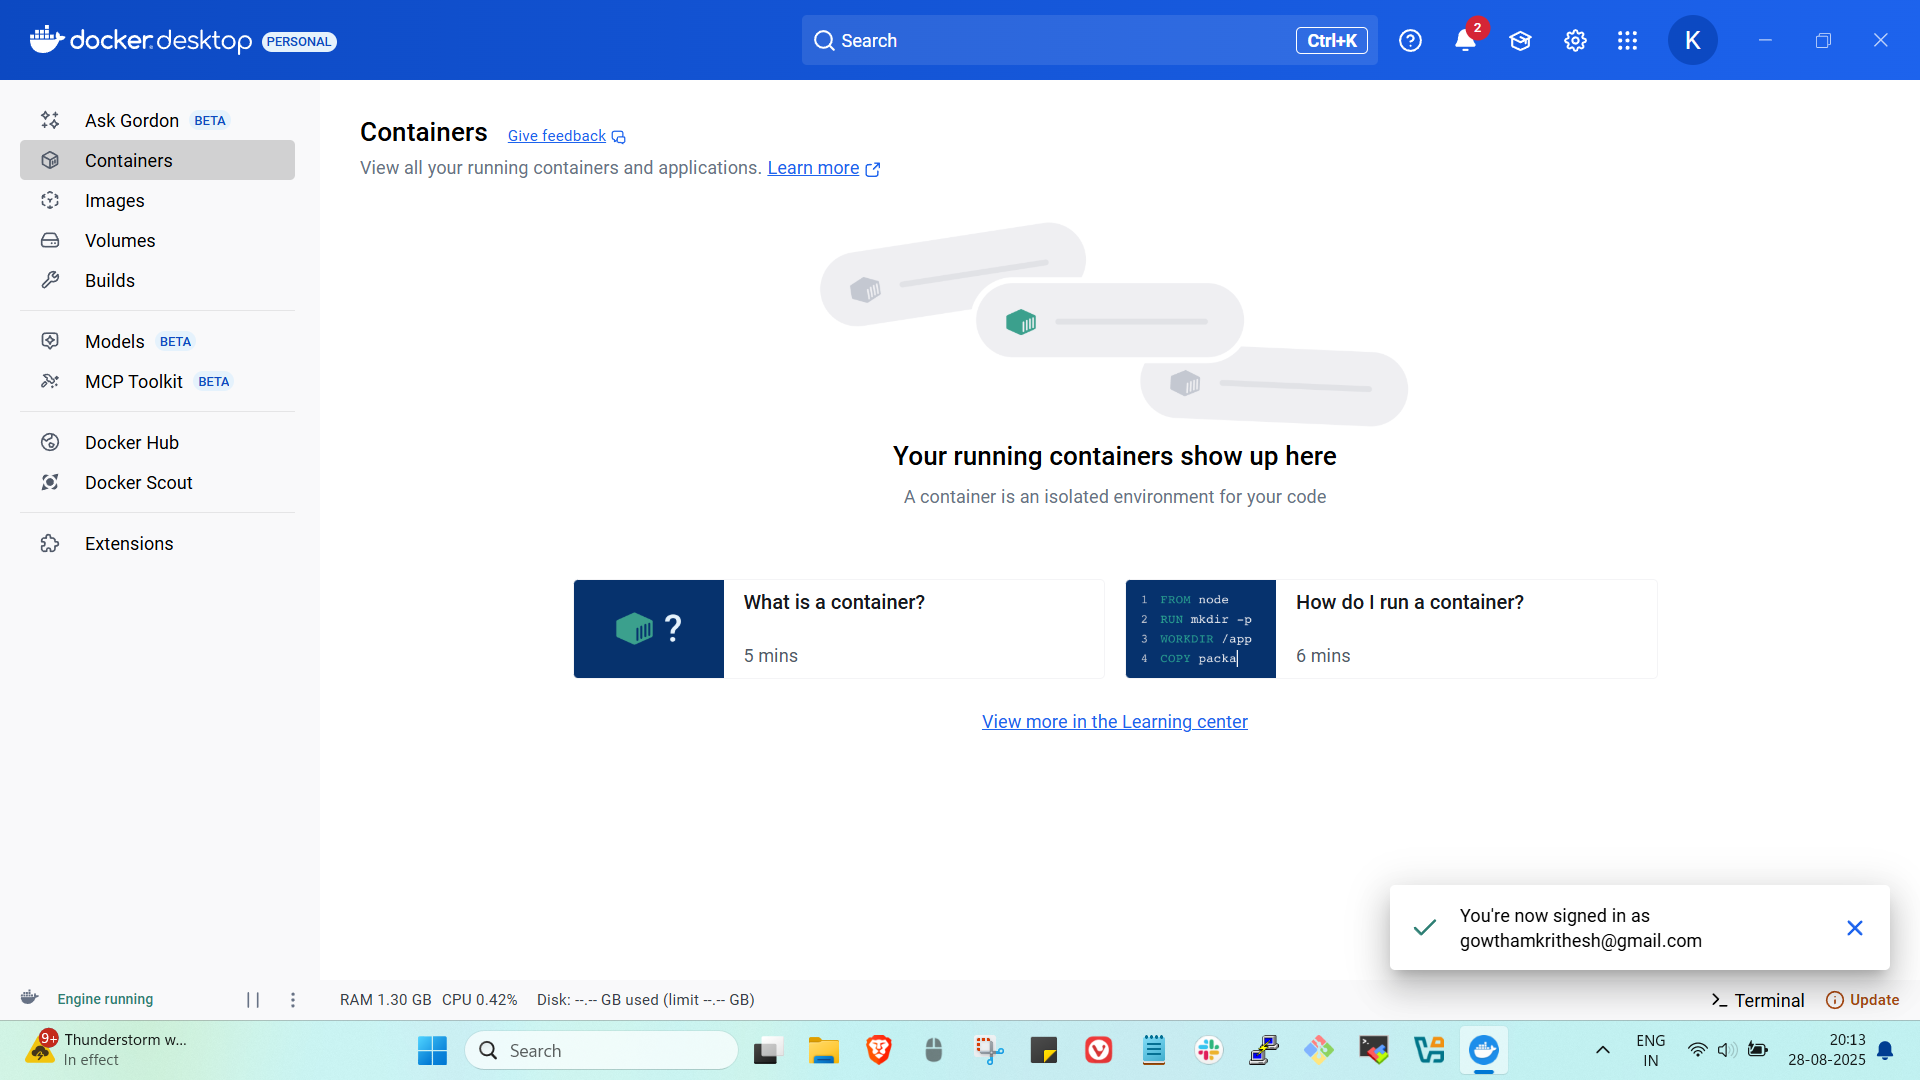 docker.desktop PERSONAL
Search
Ctrl+K
2
K
Ask Gordon BETA
Containers
Images
Volumes
Builds
Models BETA
MCP Toolkit BETA
Docker Hub
Docker Scout
Extensions
Containers
Give feedback
View all your running containers and applications. Learn more
Your running containers show up here
A container is an isolated environment for your code
?
What is a container?
5 mins
1 FROM node
2 RUN mkdir -p
3 WORKDIR /app
4 COPY packa
How do I run a container?
6 mins
View more in the Learning center
You're now signed in as
gowthamkrithesh@gmail.com
Engine running
RAM 1.30 GB CPU 0.42% Disk: --.-- GB used (limit --.-- GB)
Terminal
Update
9+
Thunderstorm w...
In effect
Search
ENG
IN
20:13
28-08-2025